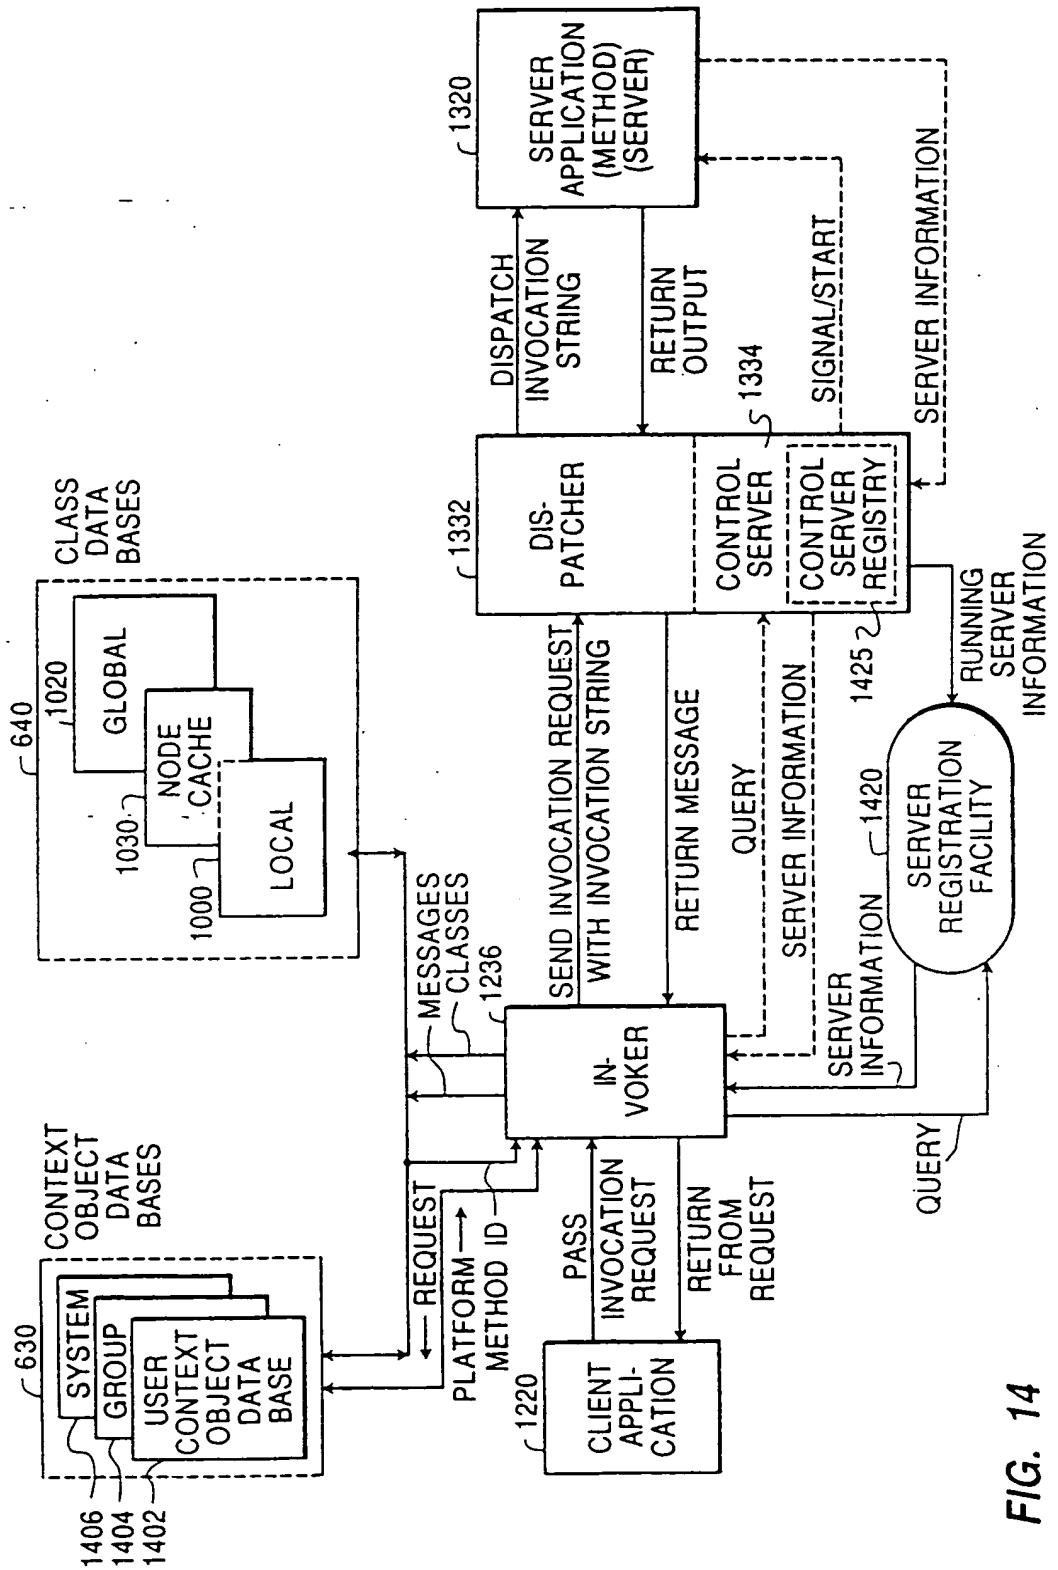 630
SYSTEM
GROUP
USER
CONTEXT
OBJECT
DATA
BASE
1406
1404
1402
CONTEXT
OBJECT
DATA
BASES
640
1020
GLOBAL
1030
NODE
CACHE
1000
LOCAL
CLASS
DATA
BASES
MESSAGES
CLASSES
REQUEST
PLATFORM
METHOD ID
1220
CLIENT
APPLI-
CATION
PASS
INVOCATION
REQUEST
RETURN
FROM
REQUEST
1236
IN-
VOKER
SEND INVOCATION REQUEST
WITH INVOCATION STRING
RETURN MESSAGE
QUERY
SERVER INFORMATION
SERVER
INFORMATION
QUERY
1332
DIS-
PATCHER
CONTROL
SERVER
1334
CONTROL
SERVER
REGISTRY
1425
DISPATCH
INVOCATION
STRING
RETURN
OUTPUT
1320
SERVER
APPLICATION
(METHOD)
(SERVER)
SIGNAL/START
SERVER INFORMATION
1420
SERVER
REGISTRATION
FACILITY
RUNNING
SERVER
INFORMATION
FIG. 14